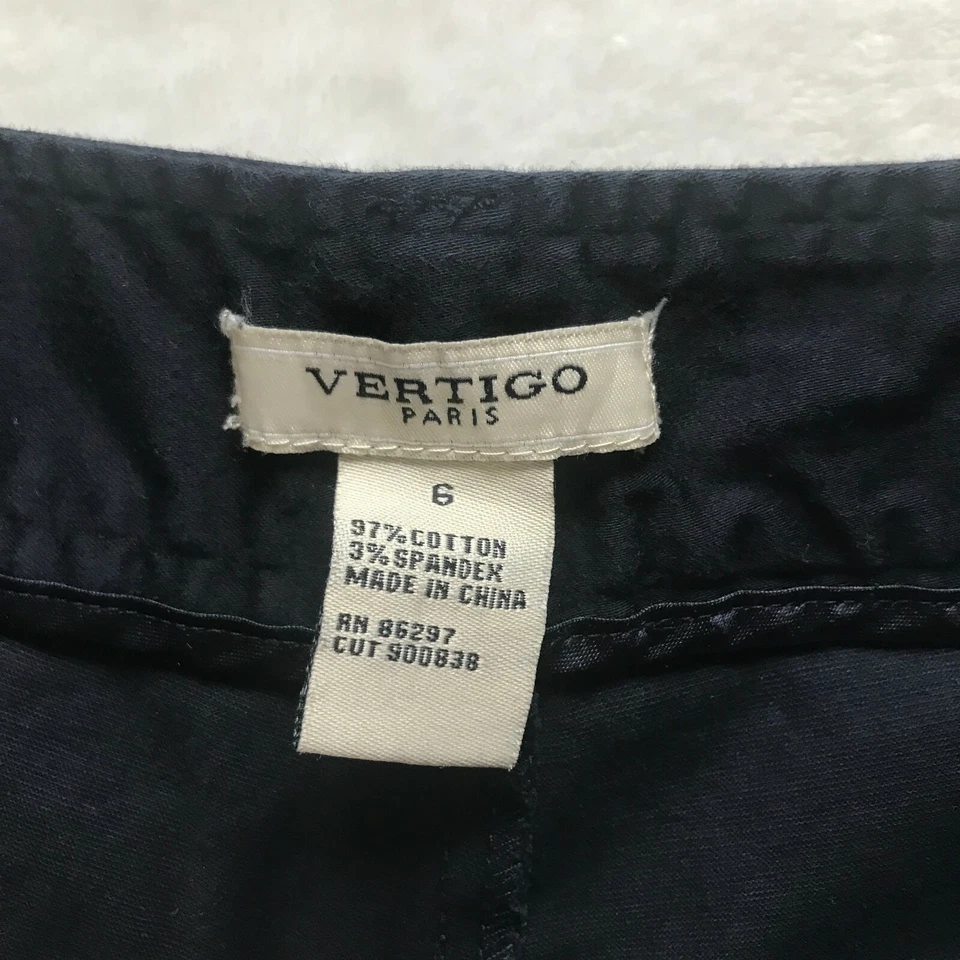 VERTIGO
PARIS
6
97% COTTON
3% SPANDEX
MADE IN CHINA
RN 86297
CUT 900838